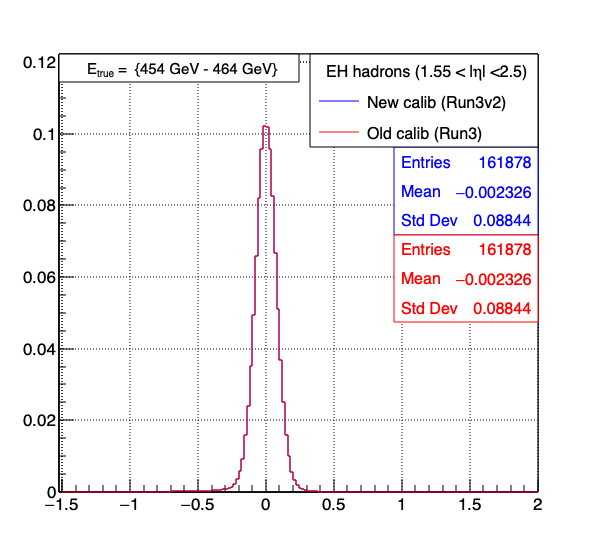 E_true = {454 GeV - 464 GeV}
EH hadrons (1.55 < |η| <2.5)
New calib (Run3v2)
Old calib (Run3)
Entries 161878
Mean −0.002326
Std Dev 0.08844
Entries 161878
Mean −0.002326
Std Dev 0.08844
0.12
0.1
0.08
0.06
0.04
0.02
0
−1.5 −1 −0.5 0 0.5 1 1.5 2